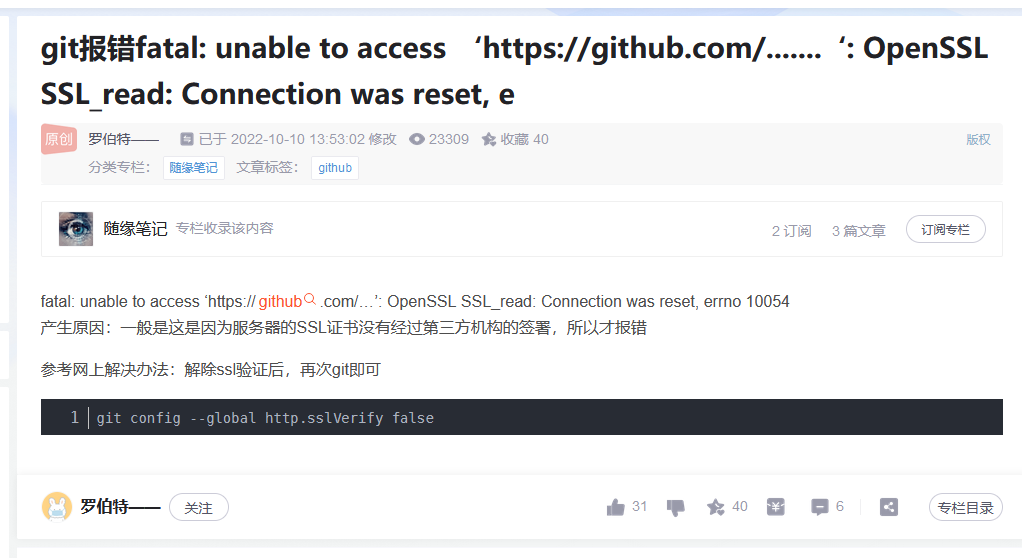 git报错fatal: unable to access ‘https://github.com/.......‘: OpenSSL
SSL_read: Connection was reset, e
原创 罗伯特—— 已于 2022-10-10 13:53:02 修改 23309 收藏 40 版权
分类专栏： 随缘笔记 文章标签： github
随缘笔记 专栏收录该内容 2 订阅 3 篇文章 订阅专栏
fatal: unable to access ‘https://github.com/…’: OpenSSL SSL_read: Connection was reset, errno 10054
产生原因：一般是这是因为服务器的SSL证书没有经过第三方机构的签署，所以才报错
参考网上解决办法：解除ssl验证后，再次git即可
1 git config --global http.sslVerify false
罗伯特—— 关注 31 40 6 专栏目录